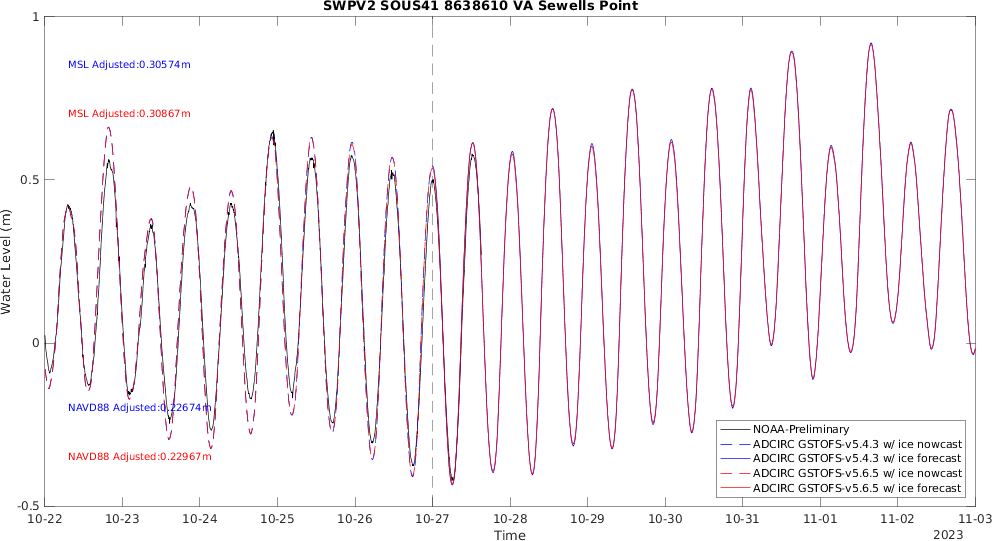 SWPV2 SOUS41 8638610 VA Sewells Point
1
MSL Adjusted:0.30574m
MSL Adjusted:0.30867m
0.5
Water Level (m)
0
NAVD88 Adjusted:0.22674m
NAVD88 Adjusted:0.22967m
NOAA-Preliminary
ADCIRC GSTOFS-v5.4.3 w/ ice nowcast
ADCIRC GSTOFS-v5.4.3 w/ ice forecast
ADCIRC GSTOFS-v5.6.5 w/ ice nowcast
ADCIRC GSTOFS-v5.6.5 w/ ice forecast
-0.5
10-22 10-23 10-24 10-25 10-26 10-27 10-28 10-29 10-30 10-31 11-01 11-02 11-03
Time
2023